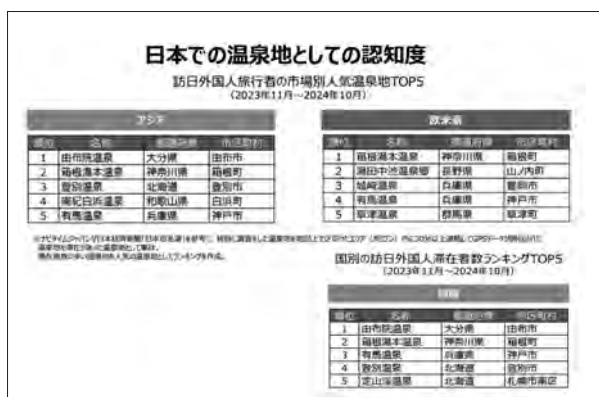 日本での温泉地としての認知度
訪日外国人旅行者の市場別人気温泉地TOP5
(2023年11月~2024年10月)
アジア
順位 名称 都道府県 市区町村
1 由布院温泉 大分県 由布市
2 箱根湯本温泉 神奈川県 箱根町
3 登別温泉 北海道 登別市
4 南紀白浜温泉 和歌山県 白浜町
5 有馬温泉 兵庫県 神戸市
欧米豪
順位 名称 都道府県 市区町村
1 箱根湯本温泉 神奈川県 箱根町
2 湯田中渋温泉郷 長野県 山ノ内町
3 城崎温泉 兵庫県 豊岡市
4 有馬温泉 兵庫県 神戸市
5 草津温泉 群馬県 草津町
国別の訪日外国人滞在者数ランキングTOP5
(2023年11月~2024年10月)
順位 名称 都道府県 市区町村
1 由布院温泉 大分県 由布市
2 箱根湯本温泉 神奈川県 箱根町
3 有馬温泉 兵庫県 神戸市
4 登別温泉 北海道 登別市
5 定山渓温泉 北海道 札幌市南区